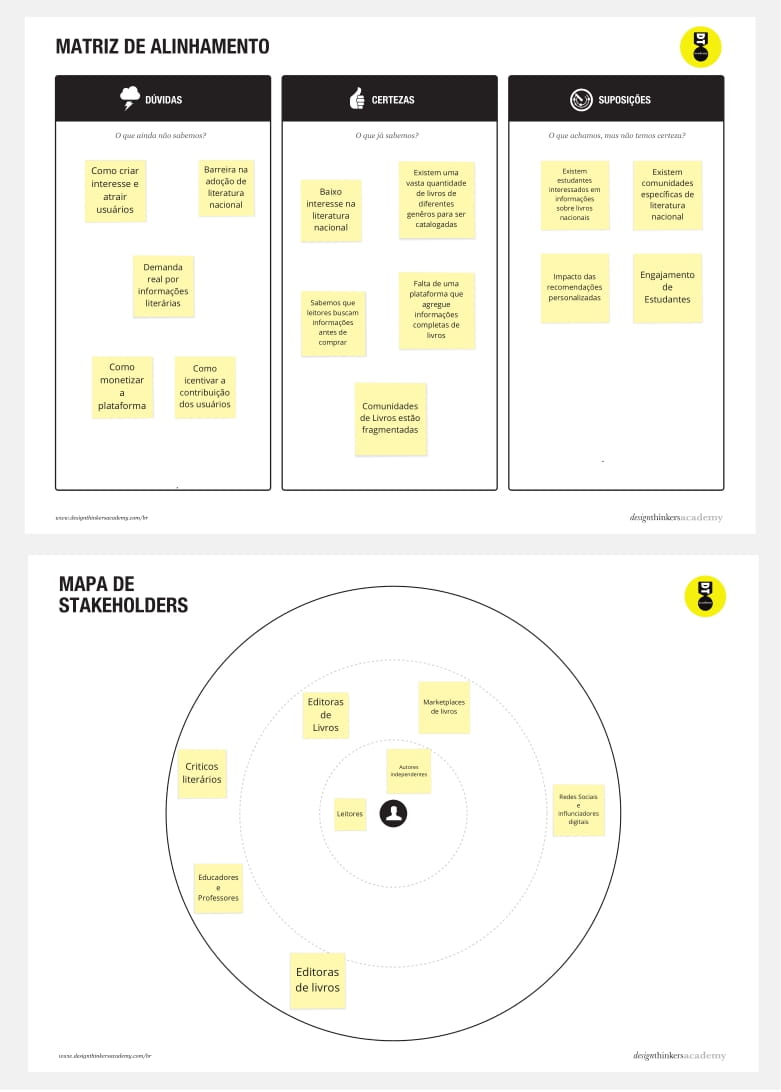 MATRIZ DE ALINHAMENTO
DÚVIDAS
O que ainda não sabemos?
Como criar
interesse e
atrair
usuários
Barreira na
adoção de
literatura
nacional
Demanda
real por
informações
literárias
Como
monetizar
a
plataforma
Como
icentivar a
contribuição
dos usuários
CERTEZAS
O que já sabemos?
Baixo
interesse na
literatura
nacional
Existem uma
vasta quantidade
de livros de
diferentes
genêros para ser
catalogadas
Sabemos que
leitores buscam
informações
antes de
comprar
Falta de uma
plataforma que
agregue
informações
completas de
livros
Comunidades
de Livros estão
fragmentadas
SUPOSIÇÕES
O que achamos, mas não temos certeza?
Existem
estudantes
interessados em
informações
sobre livros
nacionais
Existem
comunidades
específicas de
literatura
nacional
Impacto das
recomendações
personalizadas
Engajamento
de
Estudantes
www.designthinkersacademy.com/br
designthinkersacademy
MAPA DE
STAKEHOLDERS
Editoras
de
Livros
Marketplaces
de livros
Criticos
literários
Autores
independentes
Leitores
Redes Sociais
e
influnciadores
digitais
Educadores
e
Professores
Editoras
de livros
www.designthinkersacademy.com/br
designthinkersacademy